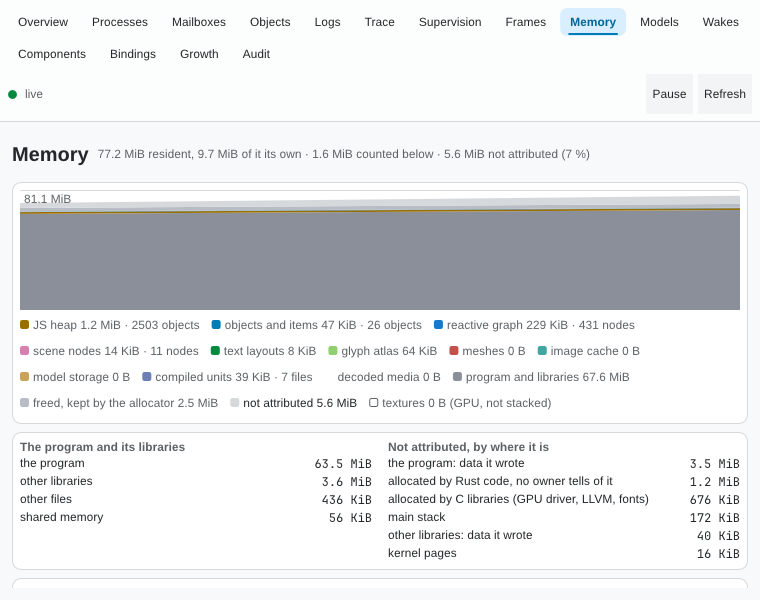 Overview Processes Mailboxes Objects Logs Trace Supervision Frames Memory Models Wakes
Components Bindings Growth Audit
live Pause Refresh
Memory 77.2 MiB resident, 9.7 MiB of it its own · 1.6 MiB counted below · 5.6 MiB not attributed (7 %)
81.1 MiB
JS heap 1.2 MiB · 2503 objects objects and items 47 KiB · 26 objects reactive graph 229 KiB · 431 nodes
scene nodes 14 KiB · 11 nodes text layouts 8 KiB glyph atlas 64 KiB meshes 0 B image cache 0 B
model storage 0 B compiled units 39 KiB · 7 files decoded media 0 B program and libraries 67.6 MiB
freed, kept by the allocator 2.5 MiB not attributed 5.6 MiB textures 0 B (GPU, not stacked)
The program and its libraries
the program 63.5 MiB
other libraries 3.6 MiB
other files 436 KiB
shared memory 56 KiB
Not attributed, by where it is
the program: data it wrote 3.5 MiB
allocated by Rust code, no owner tells of it 1.2 MiB
allocated by C libraries (GPU driver, LLVM, fonts) 676 KiB
main stack 172 KiB
other libraries: data it wrote 40 KiB
kernel pages 16 KiB